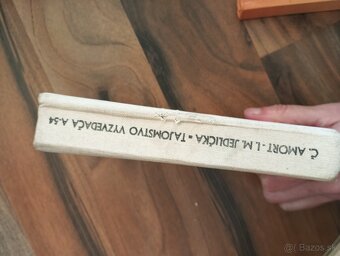 Č. AMORT - I. M. JEDLIČKA • TAJOMSTVO VYZVEDAČA A-54
© Bazos.sk